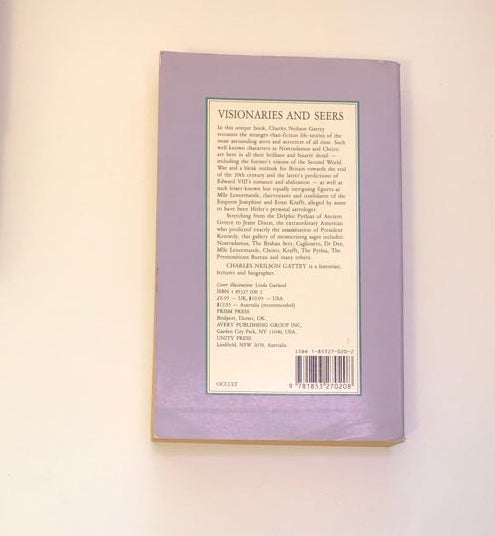 VISIONARIES AND SEERS
In this unique book, Charles Neilson Gattey
recounts the stranger-than-fiction life-stories of the
most astounding seers and sorcerers of all time. Such
well-known characters as Nostradamus and Cheiro
are here in all their brilliant and bizarre detail —
including the former's visions of the Second World
War and a bleak outlook for Britain towards the end
of the 20th century and the latter's predictions of
Edward VIII's romance and abdication — as well as
such lesser-known but equally intriguing figures as
Mlle Lenormande, clairvoyante and confidante of the
Empress Josephine and Ernst Krafft, alleged by some
to have been Hitler's personal astrologer.
Stretching from the Delphic Pythons of Ancient
Greece to Jeane Dixon, the extraordinary American
who predicted exactly the assassination of President
Kennedy, this gallery of mesmerising sages includes:
Nostradamus, The Brahan Seer, Cagliostro, Dr Dee,
Mlle Lenormande, Cheiro, Krafft, The Pythia, The
Premonitions Bureau and many others.
CHARLES NEILSON GATTEY is a historian,
lecturer and biographer.
Cover illustration: Linda Garland
ISBN 1 85327 020 2
£5.95 — UK, $10.95 — USA
$12.95 — Australia (recommended)
PRISM PRESS
Bridport, Dorset, UK.
AVERY PUBLISHING GROUP INC,
Garden City Park, NY 11040, USA.
UNITY PRESS
Lindfield, NSW 2070, Australia.
ISBN 1-85327-020-2
OCCULT
9 781853 270208